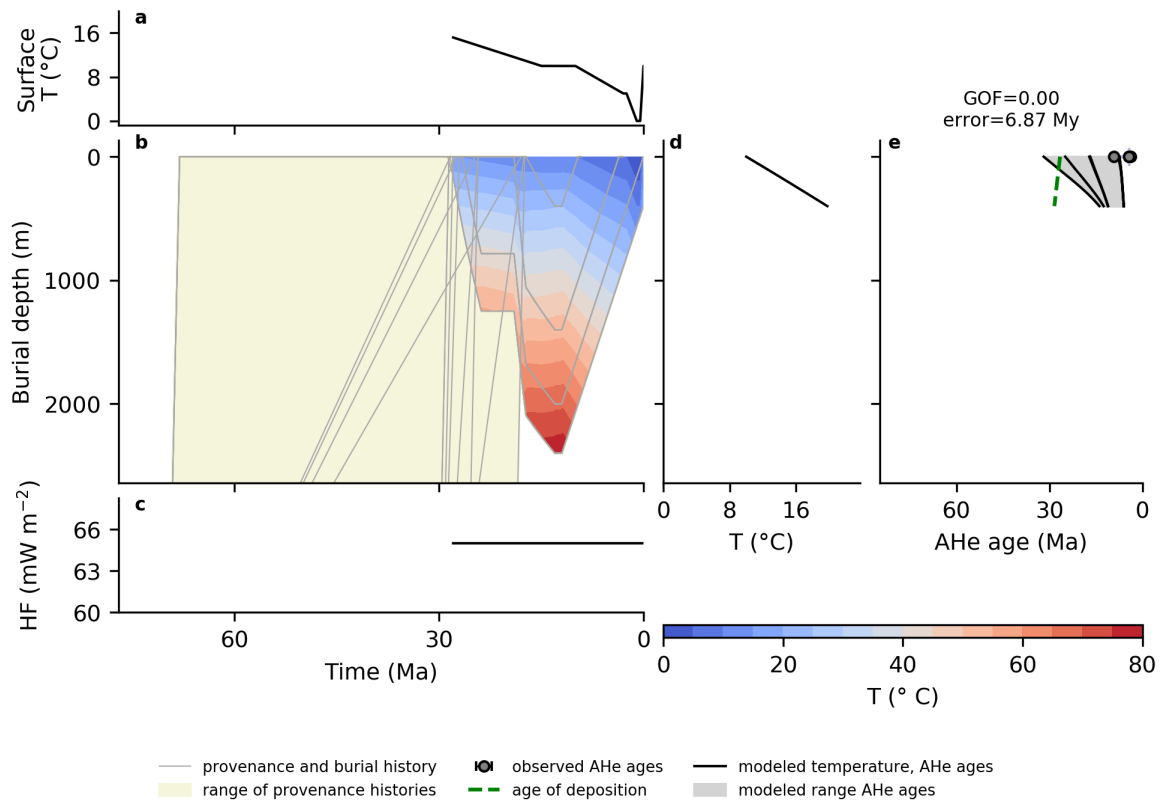 a
16
8
0
Surface
T (°C)
GOF=0.00
error=6.87 My
b
0
1000
2000
Burial depth (m)
d
0
8
16
T (°C)
e
60
30
0
AHe age (Ma)
c
66
63
60
HF (mW m⁻²)
60
30
0
Time (Ma)
0
20
40
60
80
T (° C)
provenance and burial history
range of provenance histories
observed AHe ages
age of deposition
modeled temperature, AHe ages
modeled range AHe ages